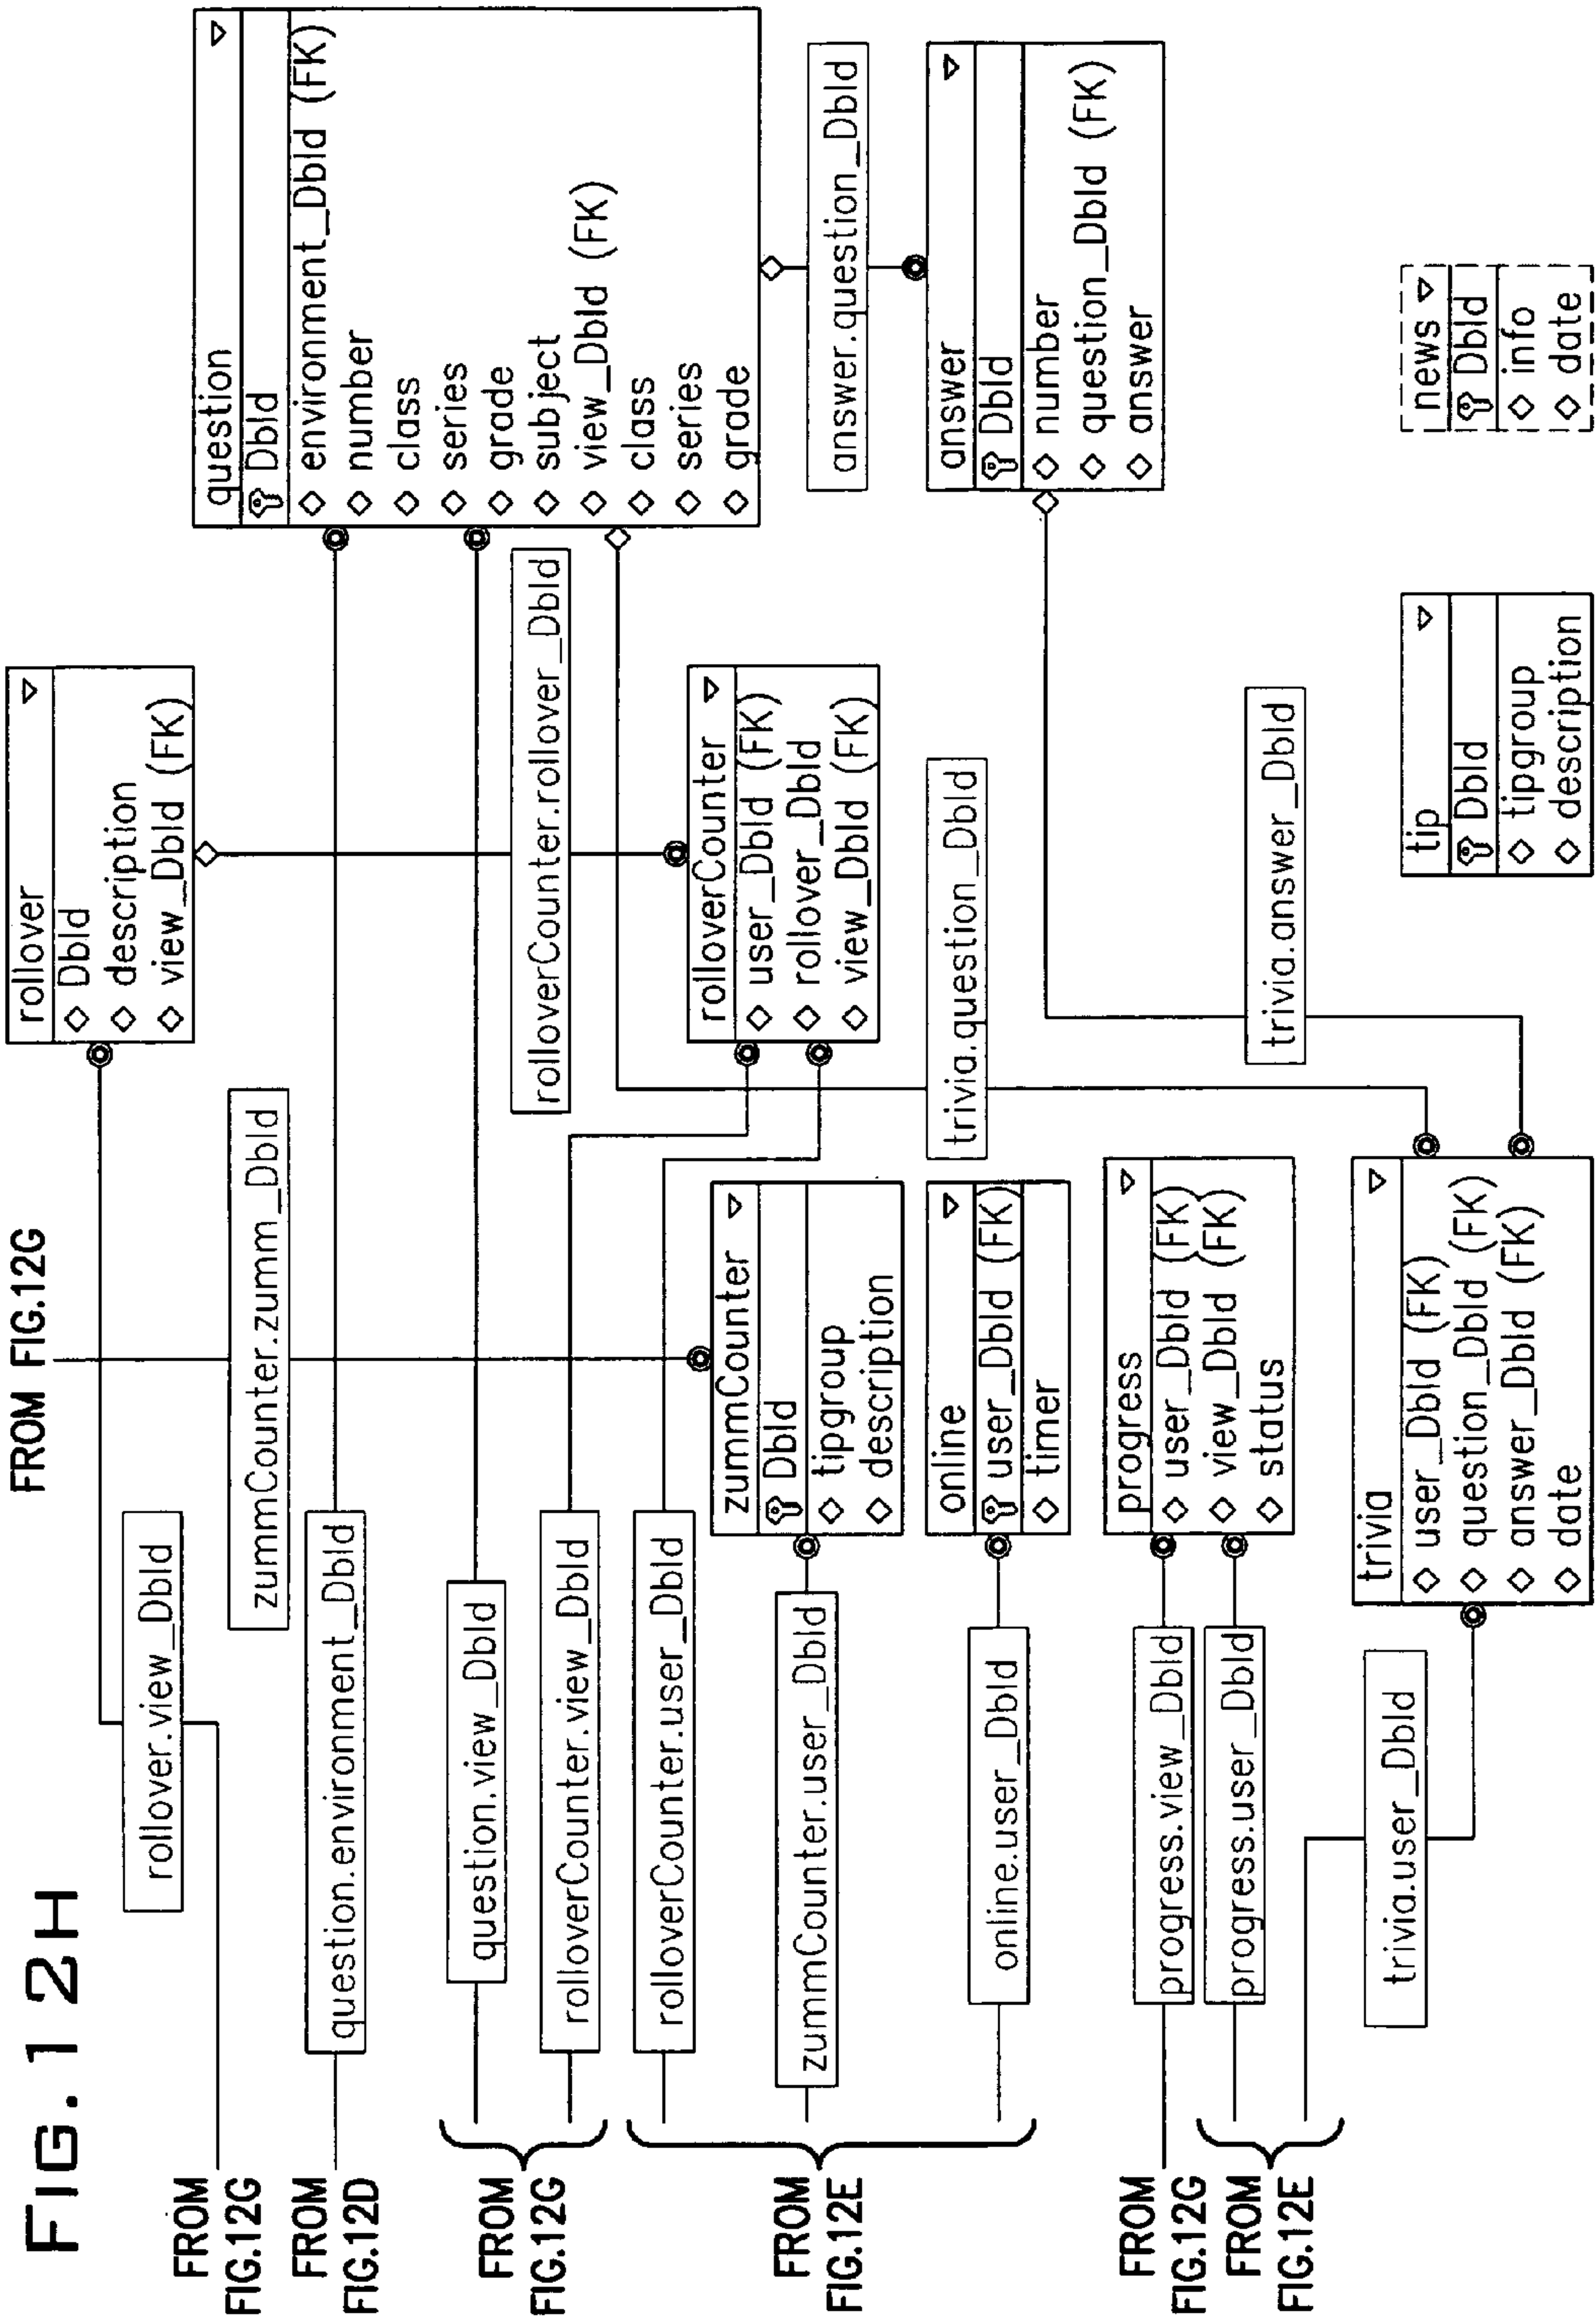 FIG. 12H
FROM FIG.12G
FROM
FIG.12G
rollover.view_DbId
rollover
DbId
description
view_DbId (FK)
zummCounter.zumm_DbId
FROM
FIG.12D
question.environment_DbId
question
DbId
environment_DbId (FK)
number
class
series
grade
subject
view_DbId (FK)
class
series
grade
FROM
FIG.12G
question.view_DbId
rolloverCounter.view_DbId
rolloverCounter.rollover_DbId
rolloverCounter.user_DbId
rolloverCounter
user_DbId (FK)
rollover_DbId
view_DbId (FK)
FROM
FIG.12E
zummCounter.user_DbId
zummCounter
DbId
tipgroup
description
answer.question_DbId
online.user_DbId
online
user_DbId (FK)
timer
trivia.question_DbId
answer
DbId
number
question_DbId (FK)
answer
FROM
FIG.12G
progress.view_DbId
FROM
FIG.12E
progress.user_DbId
progress
user_DbId (FK)
view_DbId (FK)
status
trivia.answer_DbId
trivia.user_DbId
trivia
user_DbId (FK)
question_DbId (FK)
answer_DbId (FK)
date
tip
DbId
tipgroup
description
news
DbId
info
date